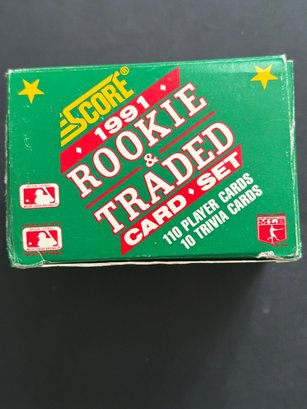 SCORE®
1991
ROOKIE
&
TRADED
CARD • SET
110 PLAYER CARDS
10 TRIVIA CARDS